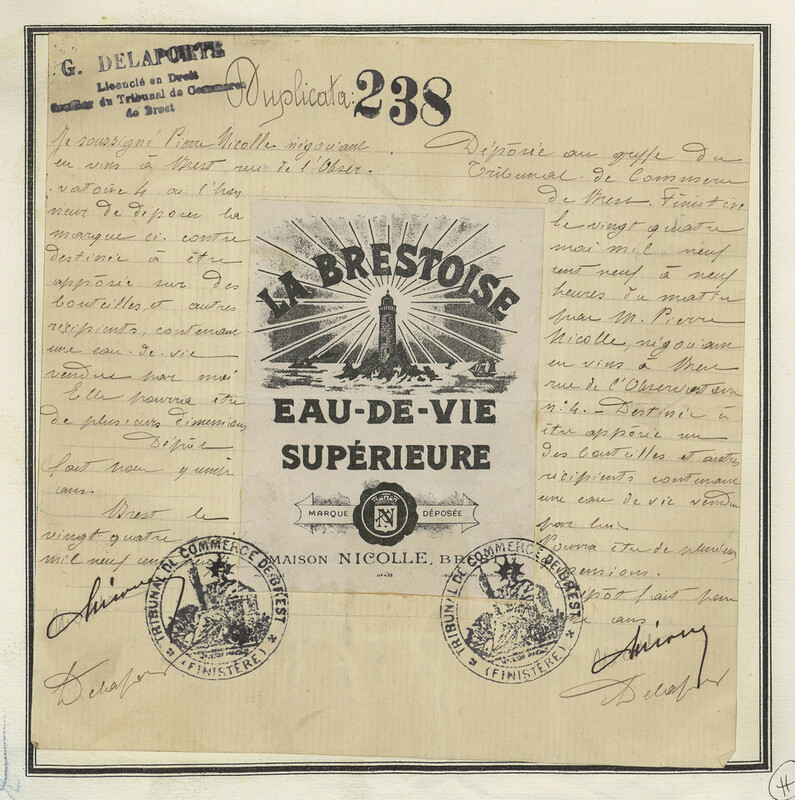 G. DELAPORTE
Licencié en Droit
Greffier du Tribunal de Commerce
de Brest
Duplicata: 238
Je soussigné Pierre Nicolle négociant
en vins à Brest rue de l'Obser-
vatoire 4 ai l'hon
neur de déposer la
marque ci-contre
destinée à être
apposée sur des
bouteilles et autres
récipients, contenant
une eau-de-vie
vendue par moi
Elle pourra être
de plusieurs dimensions
Dépôt
fait pour quinze
ans
Brest le
vingt-quatre
mil neuf cent
Delaporte
LA BRESTOISE
EAU-DE-VIE
SUPÉRIEURE
MARQUE DÉPOSÉE
N
MAISON NICOLLE, BREST
TRIBUNAL DE COMMERCE DE BREST
(FINISTÈRE)
Déposée au greffe du
Tribunal de Commerce
de Brest. Finistère
le vingt quatre
mai mil neuf
cent neuf à neuf
heures du matin
par M. Pierre
Nicolle, négociant
en vins à Brest
rue de l'Observatoire
n° 4. - Destinée à
être apposée sur
des bouteilles et autres
récipients contenant
une eau de vie vendue
par lui
Pourra être de plusieurs
dimensions.
Dépôt fait pour
ans
Delaporte
TRIBUNAL DE COMMERCE DE BREST
(FINISTÈRE)
H